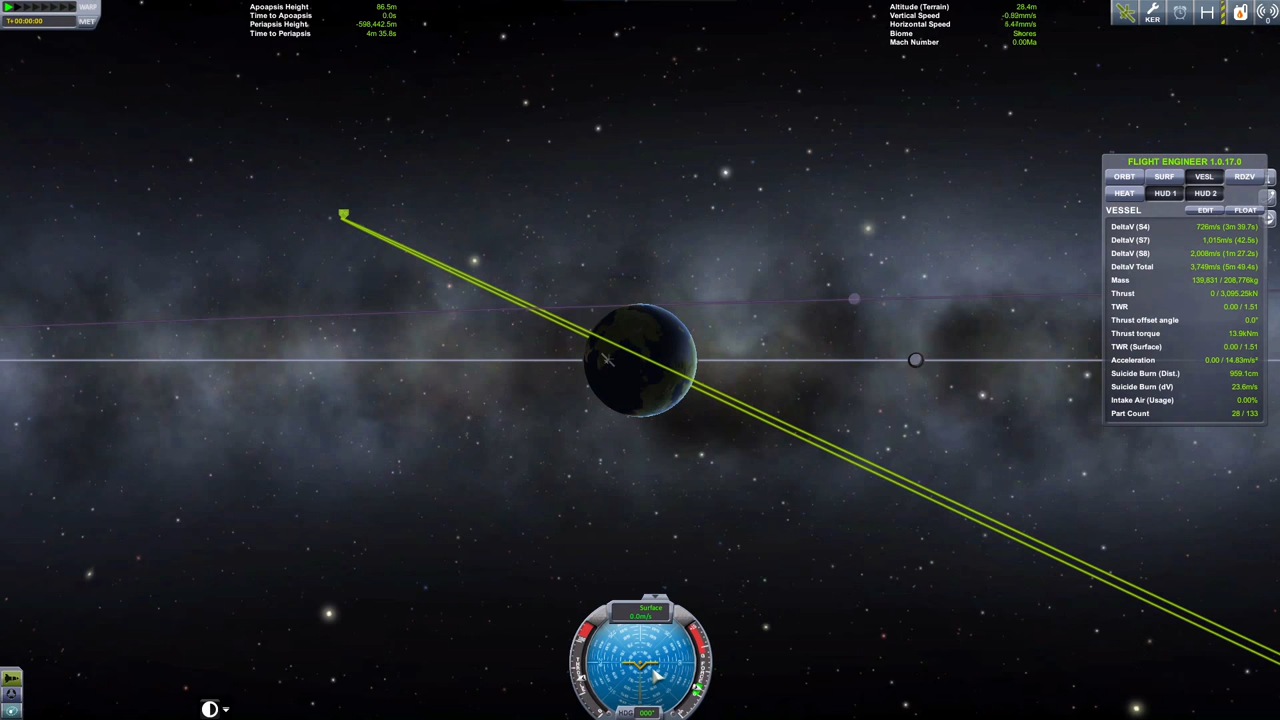 WARP
T+00:00:00 MET
Apoapsis Height 86.5m
Time to Apoapsis 0.0s
Periapsis Height -598,442.5m
Time to Periapsis 4m 35.8s
Altitude (Terrain) 28.4m
Vertical Speed
Horizontal Speed
Biome Shores
Mach Number 0.00Ma
KER
0
FLIGHT ENGINEER 1.0.17.0
ORBT SURF VESL RDZV
HEAT HUD 1 HUD 2
VESSEL EDIT FLOAT
DeltaV (S4) 726m/s (3m 39.7s)
DeltaV (S7) 1,015m/s (42.5s)
DeltaV (S8) 2,008m/s (1m 27.2s)
DeltaV Total 3,749m/s (5m 49.4s)
Mass 139,831 / 208,776kg
Thrust 0 / 3,095.25kN
TWR 0.00 / 1.51
Thrust offset angle 0.0°
Thrust torque 13.9kNm
TWR (Surface) 0.00 / 1.51
Acceleration 0.00 / 14.83m/s²
Suicide Burn (Dist.) 959.1cm
Suicide Burn (dV) 23.6m/s
Intake Air (Usage) 0.00%
Part Count 28 / 133
Surface
0.0m/s
HDG 000°